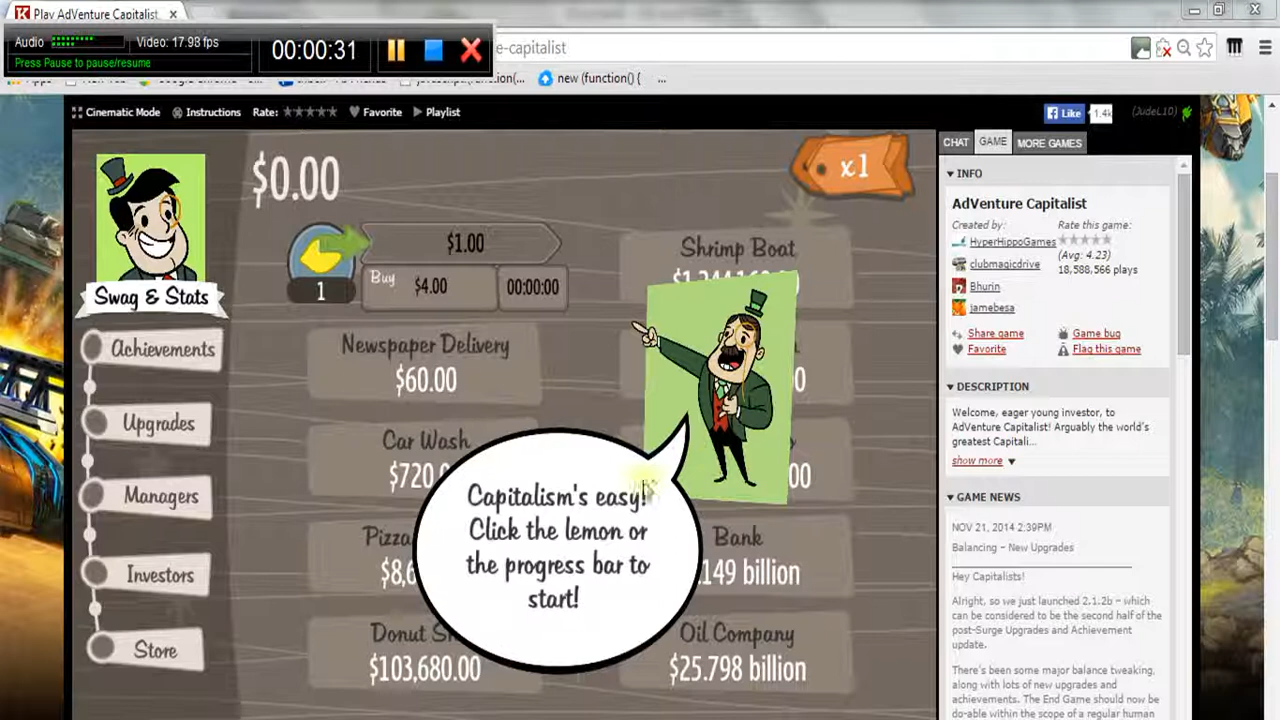 Play AdVenture Capitalist
Audio
Video: 17.98 fps
Press Pause to pause/resume
00:00:31
e-capitalist
new (function() {
...
Cinematic Mode
Instructions
Rate:
Favorite
Playlist
Like
1.4k
(JudeL10)
$0.00
x1
$1.00
1
Buy
$4.00
00:00:00
Shrimp Boat
Swag & Stats
Achievements
Upgrades
Managers
Investors
Store
Newspaper Delivery
$60.00
Car Wash
$720.
Pizza
Bank
149 billion
Donut
$103,680.00
Oil Company
$25.798 billion
Capitalism's easy!
Click the lemon or
the progress bar to
start!
CHAT
GAME
MORE GAMES
INFO
AdVenture Capitalist
Created by:
HyperHippoGames
clubmagicdrive
Bhurin
jamebesa
Rate this game:
(Avg: 4.23)
18,588,566 plays
Share game
Favorite
Game bug
Flag this game
DESCRIPTION
Welcome, eager young investor, to
AdVenture Capitalist! Arguably the world's
greatest Capitali...
show more
GAME NEWS
NOV 21, 2014 2:39PM
Balancing - New Upgrades
Hey Capitalists!
Alright, so we just launched 2.1.2b - which
can be considered to be the second half of the
post-Surge Upgrades and Achievement
update.
There's been some major balance tweaking,
along with lots of new upgrades and
achievements. The End Game should now be
do-able within the scope of a regular human